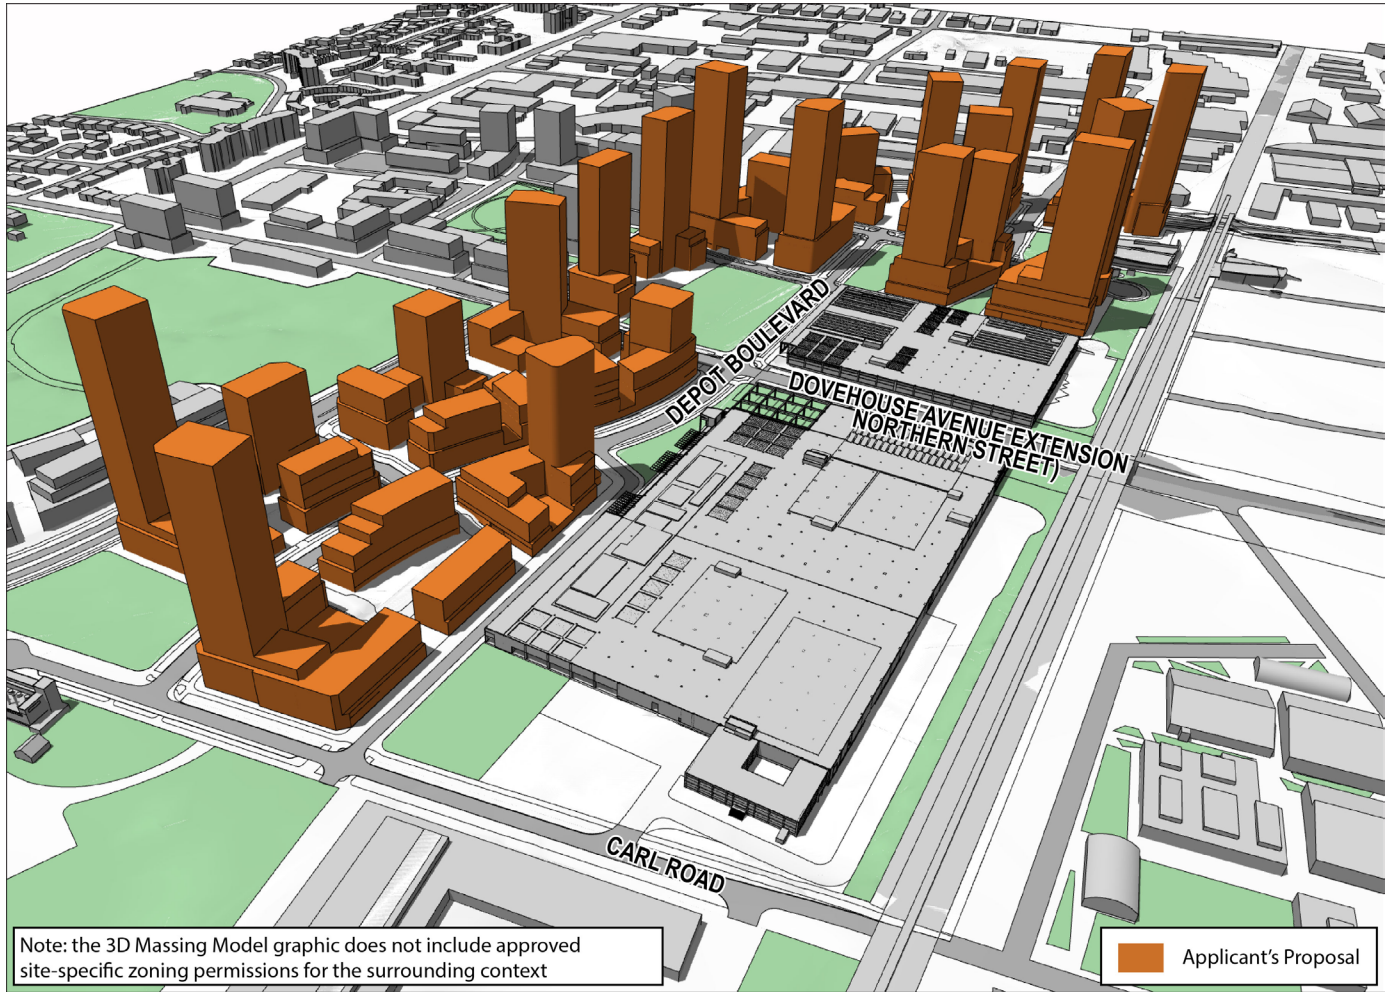 DEPOT BOULEVARD
DOVEHOUSE AVENUE EXTENSION
NORTHERN STREET)
CARL ROAD
Note: the 3D Massing Model graphic does not include approved
site-specific zoning permissions for the surrounding context
Applicant's Proposal